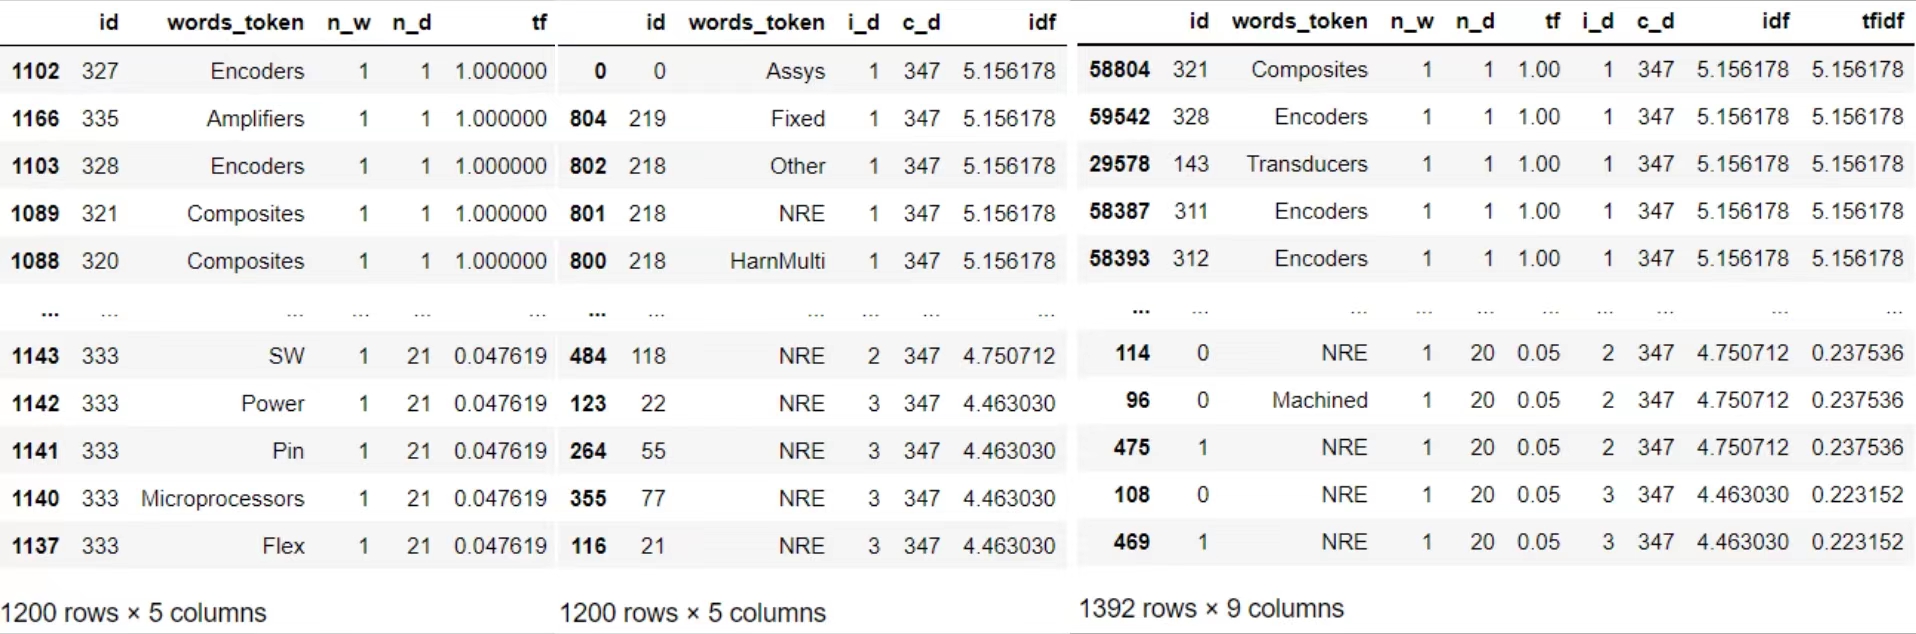 id words_token n_w n_d tf
1102 327 Encoders 1 1 1.000000
1166 335 Amplifiers 1 1 1.000000
1103 328 Encoders 1 1 1.000000
1089 321 Composites 1 1 1.000000
1088 320 Composites 1 1 1.000000
... ... ... ... ... ...
1143 333 SW 1 21 0.047619
1142 333 Power 1 21 0.047619
1141 333 Pin 1 21 0.047619
1140 333 Microprocessors 1 21 0.047619
1137 333 Flex 1 21 0.047619
1200 rows × 5 columns
id words_token i_d c_d idf
0 0 Assys 1 347 5.156178
804 219 Fixed 1 347 5.156178
802 218 Other 1 347 5.156178
801 218 NRE 1 347 5.156178
800 218 HarnMulti 1 347 5.156178
... ... ... ... ... ...
484 118 NRE 2 347 4.750712
123 22 NRE 3 347 4.463030
264 55 NRE 3 347 4.463030
355 77 NRE 3 347 4.463030
116 21 NRE 3 347 4.463030
1200 rows × 5 columns
id words_token n_w n_d tf i_d c_d idf tfidf
58804 321 Composites 1 1 1.00 1 347 5.156178 5.156178
59542 328 Encoders 1 1 1.00 1 347 5.156178 5.156178
29578 143 Transducers 1 1 1.00 1 347 5.156178 5.156178
58387 311 Encoders 1 1 1.00 1 347 5.156178 5.156178
58393 312 Encoders 1 1 1.00 1 347 5.156178 5.156178
... ... ... ... ... ... ... ... ... ...
114 0 NRE 1 20 0.05 2 347 4.750712 0.237536
96 0 Machined 1 20 0.05 2 347 4.750712 0.237536
475 1 NRE 1 20 0.05 2 347 4.750712 0.237536
108 0 NRE 1 20 0.05 3 347 4.463030 0.223152
469 1 NRE 1 20 0.05 3 347 4.463030 0.223152
1392 rows × 9 columns